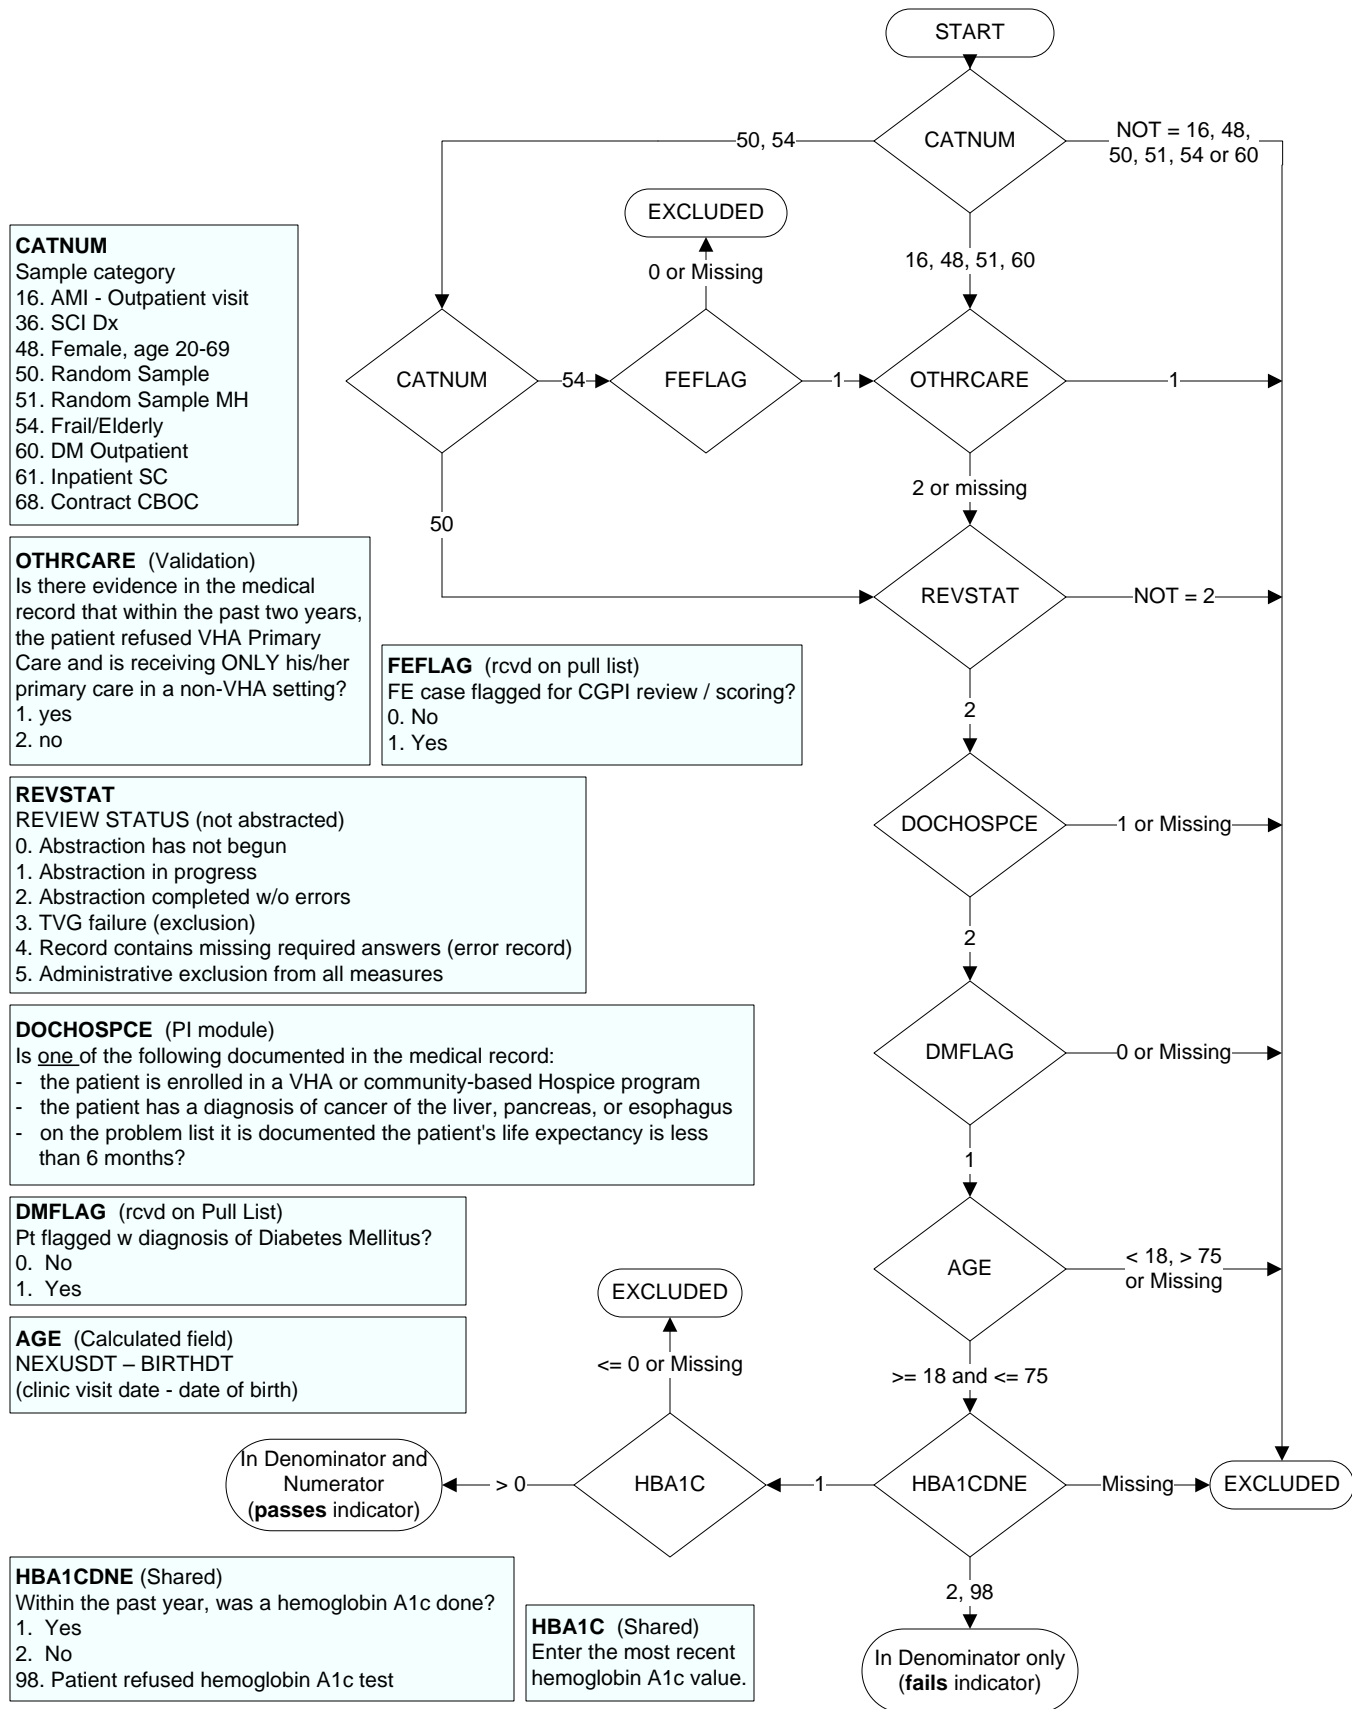 START
CATNUM
50, 54
NOT = 16, 48,
50, 51, 54 or 60
EXCLUDED
0 or Missing
16, 48, 51, 60
CATNUM
54
FEFLAG
1
OTHRCARE
1
2 or missing
50
REVSTAT
NOT = 2
2
DOCHOSPCE
1 or Missing
2
DMFLAG
0 or Missing
1
AGE
< 18, > 75
or Missing
>= 18 and <= 75
EXCLUDED
<= 0 or Missing
In Denominator and
Numerator
(passes indicator)
> 0
HBA1C
1
HBA1CDNE
Missing
EXCLUDED
2, 98
In Denominator only
(fails indicator)
CATNUM
Sample category
16. AMI - Outpatient visit
36. SCI Dx
48. Female, age 20-69
50. Random Sample
51. Random Sample MH
54. Frail/Elderly
60. DM Outpatient
61. Inpatient SC
68. Contract CBOC
OTHRCARE (Validation)
Is there evidence in the medical
record that within the past two years,
the patient refused VHA Primary
Care and is receiving ONLY his/her
primary care in a non-VHA setting?
1. yes
2. no
FEFLAG (rcvd on pull list)
FE case flagged for CGPI review / scoring?
0. No
1. Yes
REVSTAT
REVIEW STATUS (not abstracted)
0. Abstraction has not begun
1. Abstraction in progress
2. Abstraction completed w/o errors
3. TVG failure (exclusion)
4. Record contains missing required answers (error record)
5. Administrative exclusion from all measures
DOCHOSPCE (PI module)
Is one of the following documented in the medical record:
- the patient is enrolled in a VHA or community-based Hospice program
- the patient has a diagnosis of cancer of the liver, pancreas, or esophagus
- on the problem list it is documented the patient's life expectancy is less
than 6 months?
DMFLAG (rcvd on Pull List)
Pt flagged w diagnosis of Diabetes Mellitus?
0. No
1. Yes
AGE (Calculated field)
NEXUSDT – BIRTHDT
(clinic visit date - date of birth)
HBA1CDNE (Shared)
Within the past year, was a hemoglobin A1c done?
1. Yes
2. No
98. Patient refused hemoglobin A1c test
HBA1C (Shared)
Enter the most recent
hemoglobin A1c value.